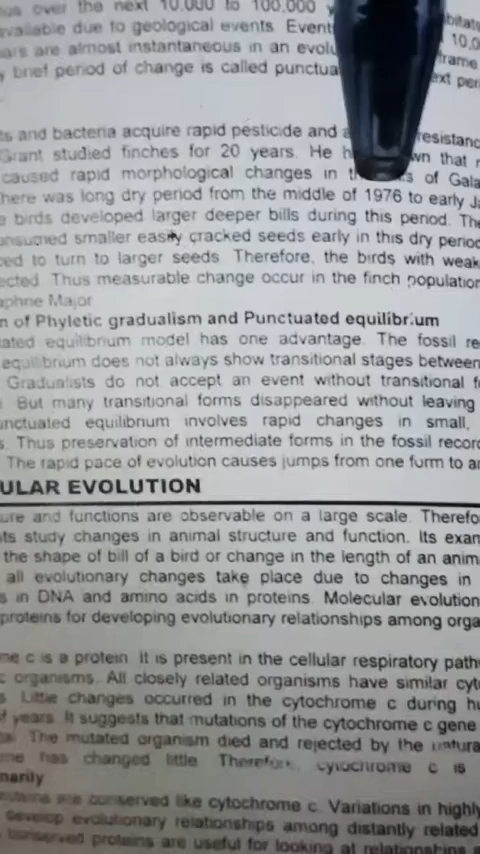 over the next 10,000 to 100,000
available due to geological events. Event
are almost instantaneous in an evolu frame
brief period of change is called punctua ext per
and bacteria acquire rapid pesticide and resistanc
Grant studied finches for 20 years. He h wn that
caused rapid morphological changes in of Gala
here was long dry period from the middle of 1976 to early J
birds developed larger deeper bills during this period. The
onsumed smaller easily cracked seeds early in this dry period
ed to turn to larger seeds Therefore, the birds with weak
ected. Thus measurable change occur in the finch population
aphne Major
n of Phyletic gradualism and Punctuated equilibrium
ated equilibrium model has one advantage. The fossil re
equilibrium does not always show transitional stages between
Gradualists do not accept an event without transitional f
But many transitional forms disappeared without leaving
unctuated equilibrium involves rapid changes in small,
s. Thus preservation of intermediate forms in the fossil record
The rapid pace of evolution causes jumps from one form to a
ULAR EVOLUTION
ure and functions are observable on a large scale. Therefo
ts study changes in animal structure and function. Its exam
the shape of bill of a bird or change in the length of an anim
all evolutionary changes take place due to changes in
s in DNA and amino acids in proteins. Molecular evolution
proteins for developing evolutionary relationships among orga
me c is a protein. It is present in the cellular respiratory path
c organisms. All closely related organisms have similar cyt
s Little changes occurred in the cytochrome c during hu
f years. It suggests that mutations of the cytochrome c gene
The mutated organism died and rejected by the natura
me has changed little Therefore, cytochrome c is
narily
proteins are conserved like cytochrome c. Variations in highly
develop evolutionary relationships among distantly related
conserved proteins are useful for looking at relationships